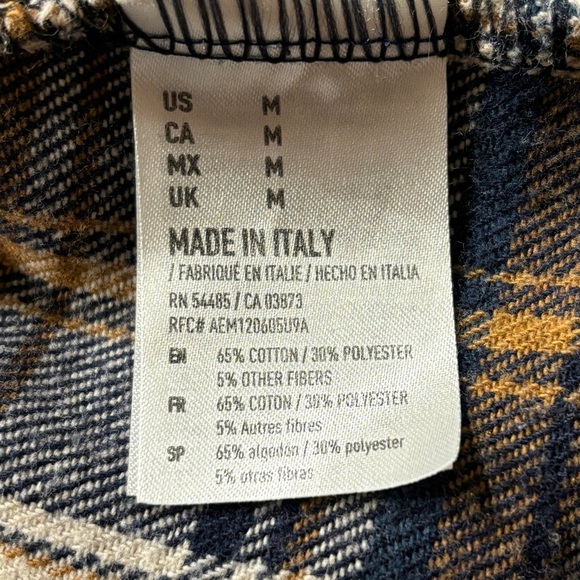 US M
CA M
MX M
UK M
MADE IN ITALY
/ FABRIQUÉ EN ITALIE / HECHO EN ITALIA
RN 54485 / CA 03873
RFC# AEM120605U9A
EN 65% COTTON / 30% POLYESTER
5% OTHER FIBERS
FR 65% COTON / 30% POLYESTER
5% Autres fibres
SP 65% algodón / 30% polyester
5% otras fibras